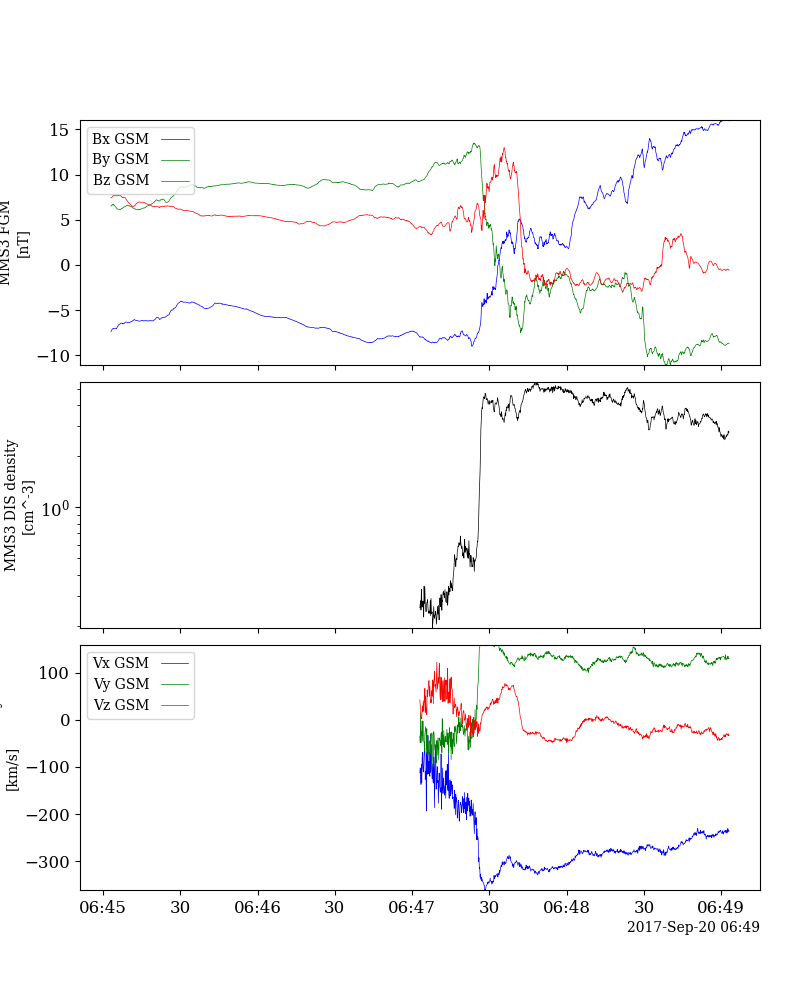 15
10
5
0
−5
−10
MMS3 FGM
[nT]
Bx GSM
By GSM
Bz GSM
10^0
MMS3 DIS density
[cm^-3]
100
0
−100
−200
−300
[km/s]
Vx GSM
Vy GSM
Vz GSM
06:45
30
06:46
30
06:47
30
06:48
30
06:49
2017-Sep-20 06:49